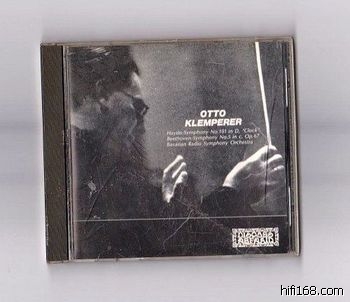 OTTO
KLEMPERER
Haydn:Symphony No.101 in D, "Clock"
Beethoven:Symphony No.5 in c, Op.67
Bavarian Radio Symphony Orchestra
hifi168.com